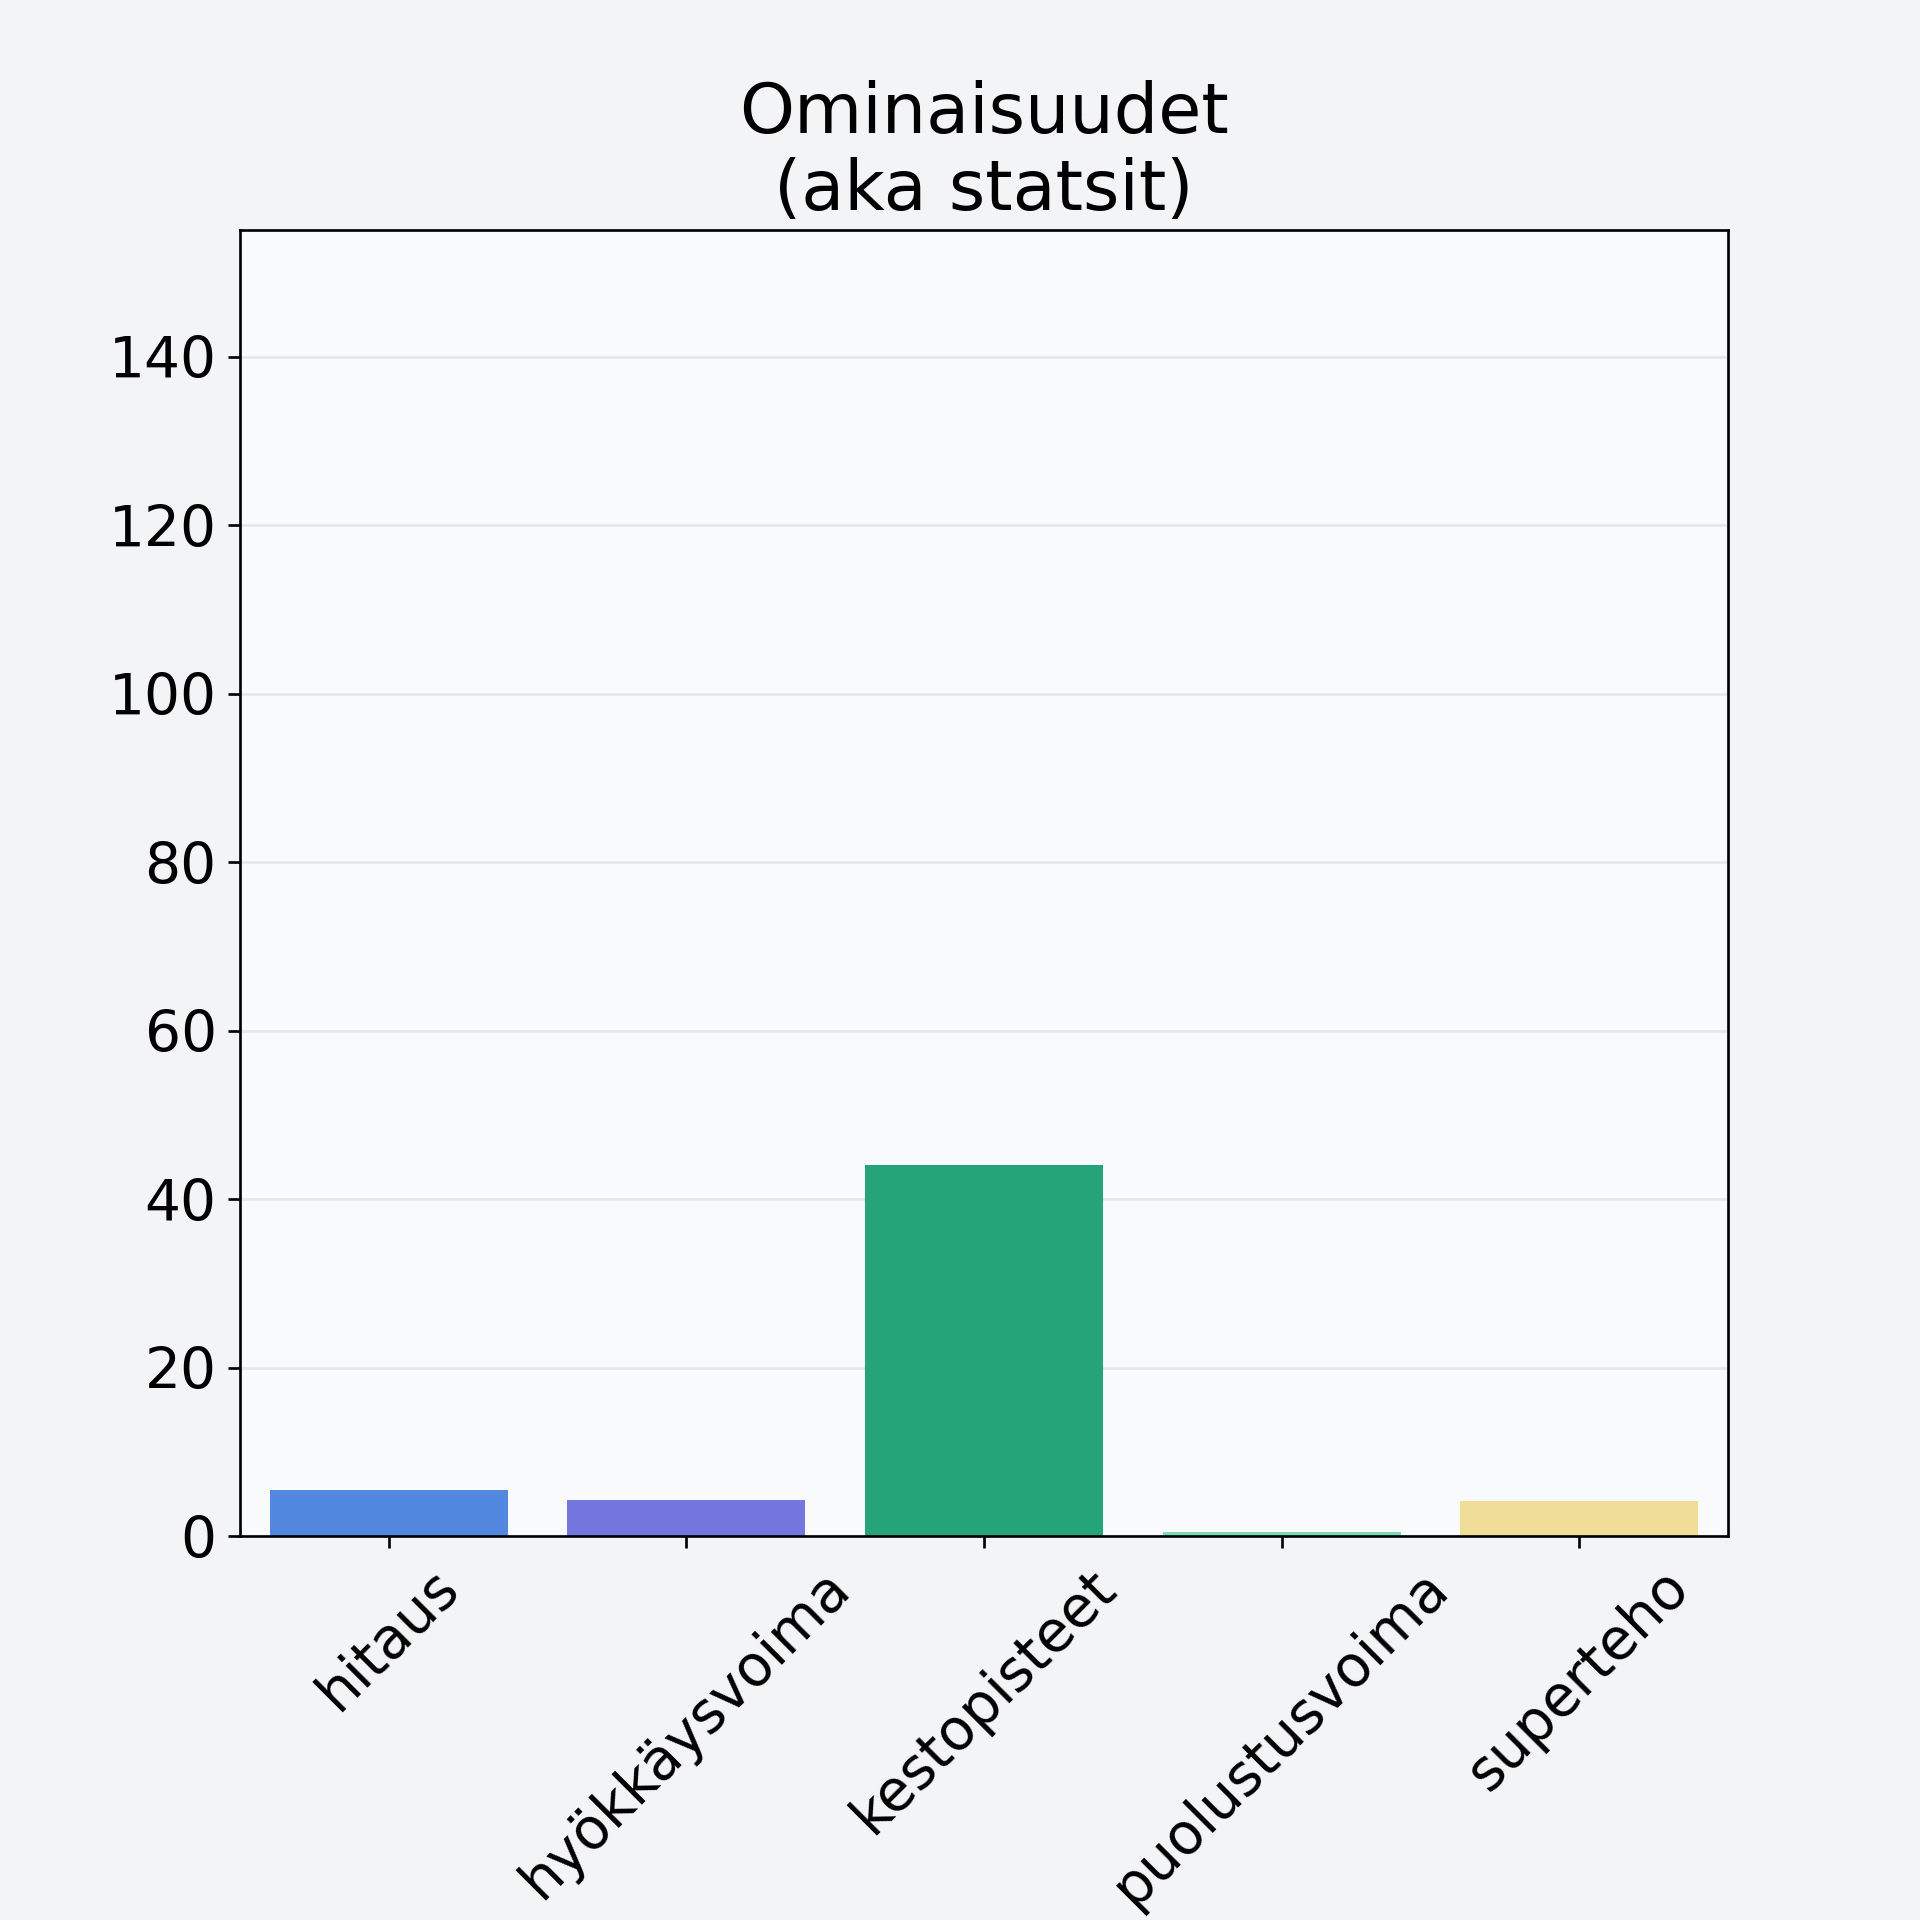 Ominaisuudet
(aka statsit)
140
120
100
80
60
40
20
0
hitaus
hyökkäysvoima
kestopisteet
puolustusvoima
superteho